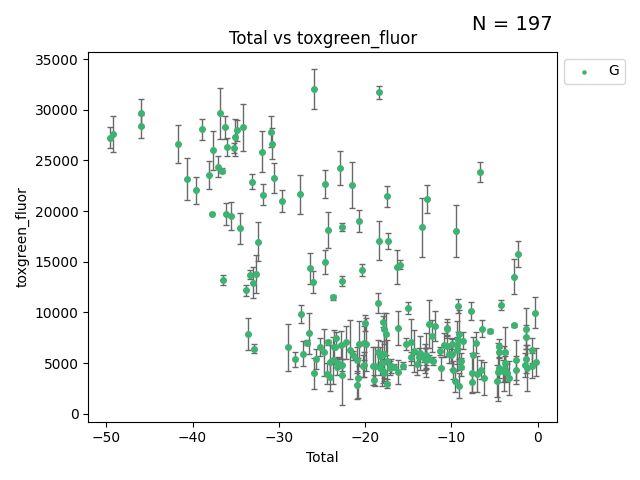 N = 197
Total vs toxgreen_fluor
G
toxgreen_fluor
35000
30000
25000
20000
15000
10000
5000
0
−50 −40 −30 −20 −10 0
Total